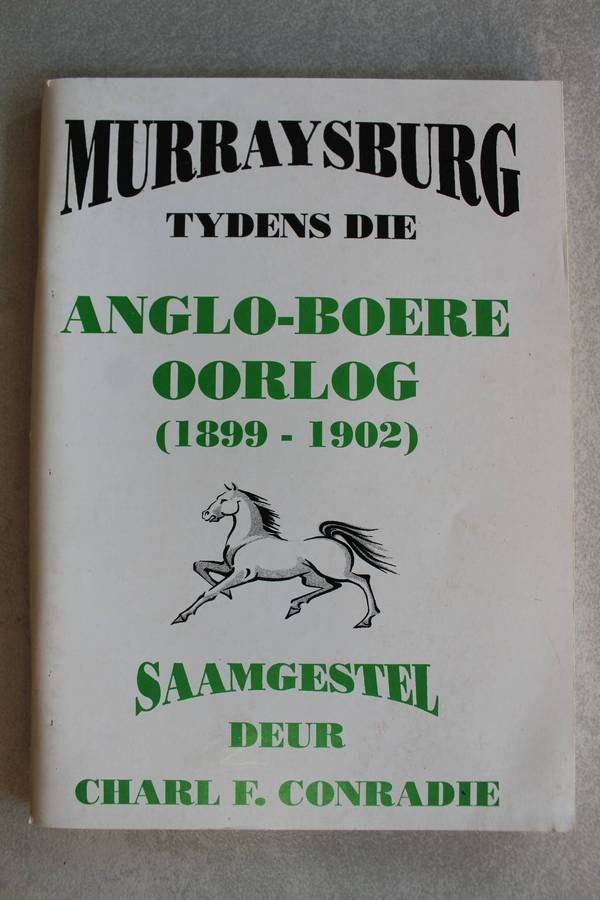 MURRAYSBURG
TYDENS DIE
ANGLO-BOERE
OORLOG
(1899 - 1902)
SAAMGESTEL
DEUR
CHARL F. CONRADIE